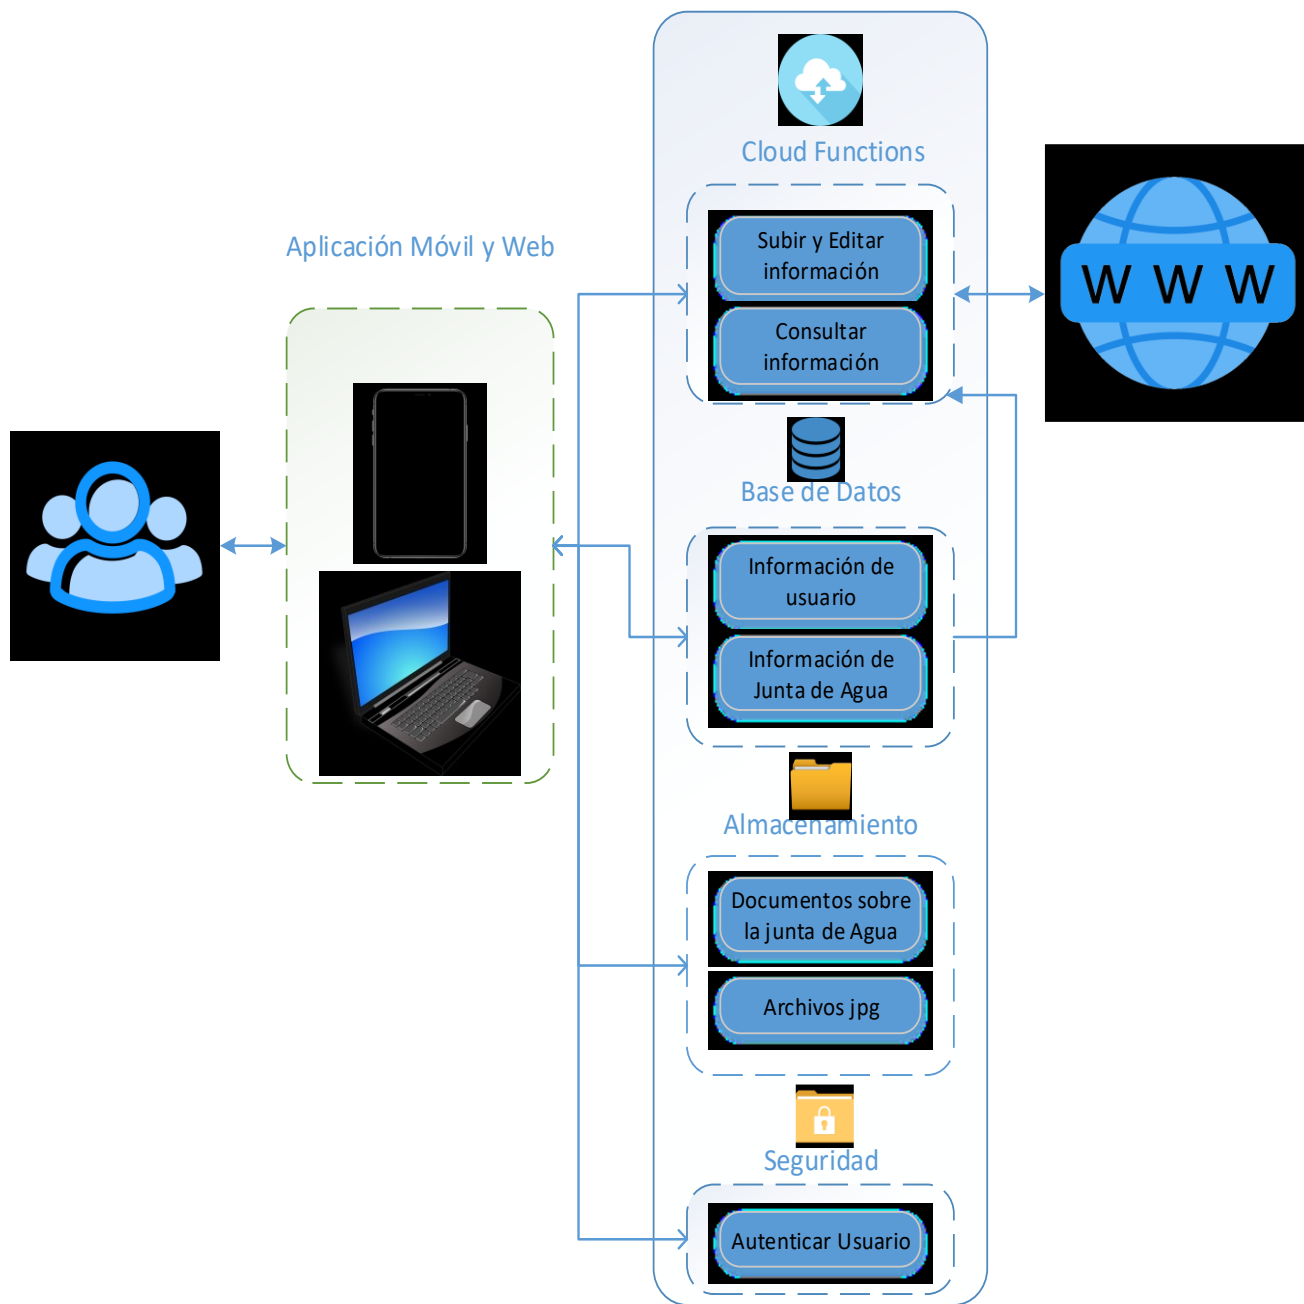 Cloud Functions
Subir y Editar
información
Consultar
información
W W W
Aplicación Móvil y Web
Base de Datos
Información de
usuario
Información de
Junta de Agua
Almacenamiento
Documentos sobre
la junta de Agua
Archivos jpg
Seguridad
Autenticar Usuario